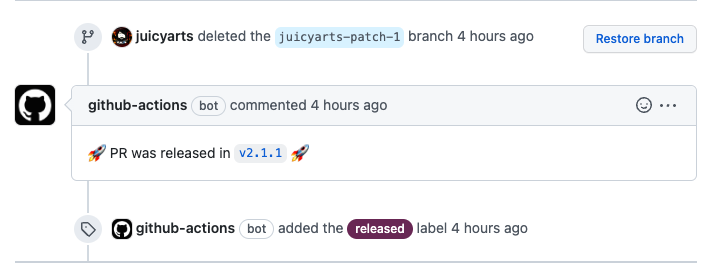 juicyarts deleted the juicyarts-patch-1 branch 4 hours ago Restore branch
github-actions bot commented 4 hours ago
🚀 PR was released in v2.1.1 🚀
github-actions bot added the released label 4 hours ago